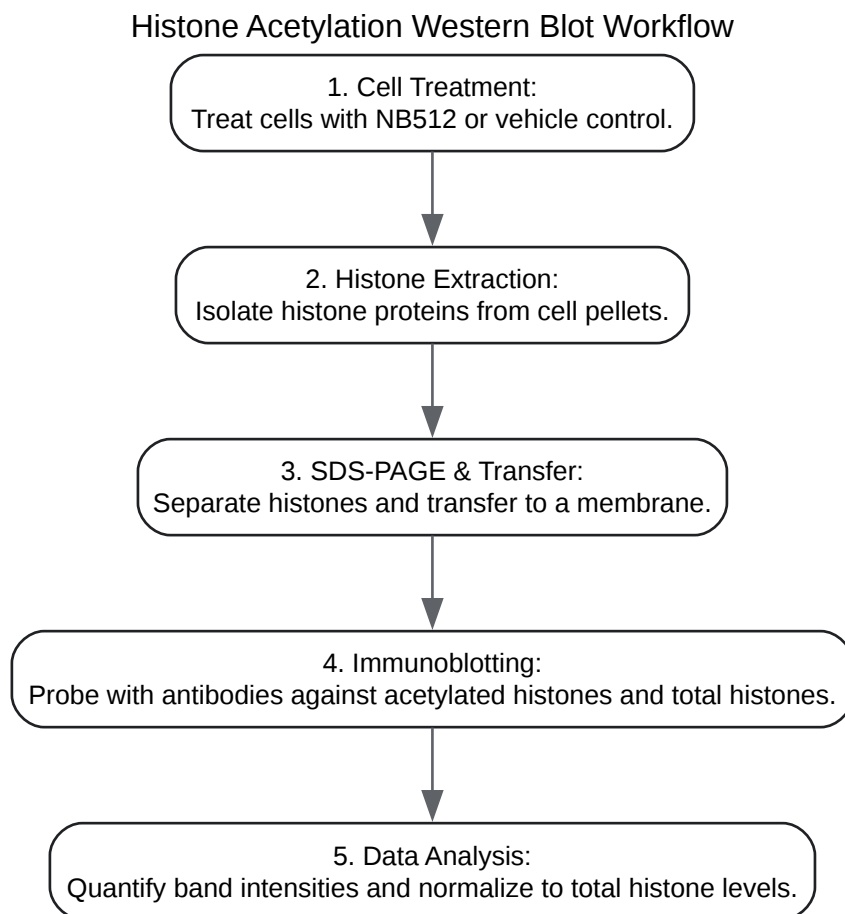 Histone Acetylation Western Blot Workflow
1. Cell Treatment:
Treat cells with NB512 or vehicle control.
2. Histone Extraction:
Isolate histone proteins from cell pellets.
3. SDS-PAGE & Transfer:
Separate histones and transfer to a membrane.
4. Immunoblotting:
Probe with antibodies against acetylated histones and total histones.
5. Data Analysis:
Quantify band intensities and normalize to total histone levels.